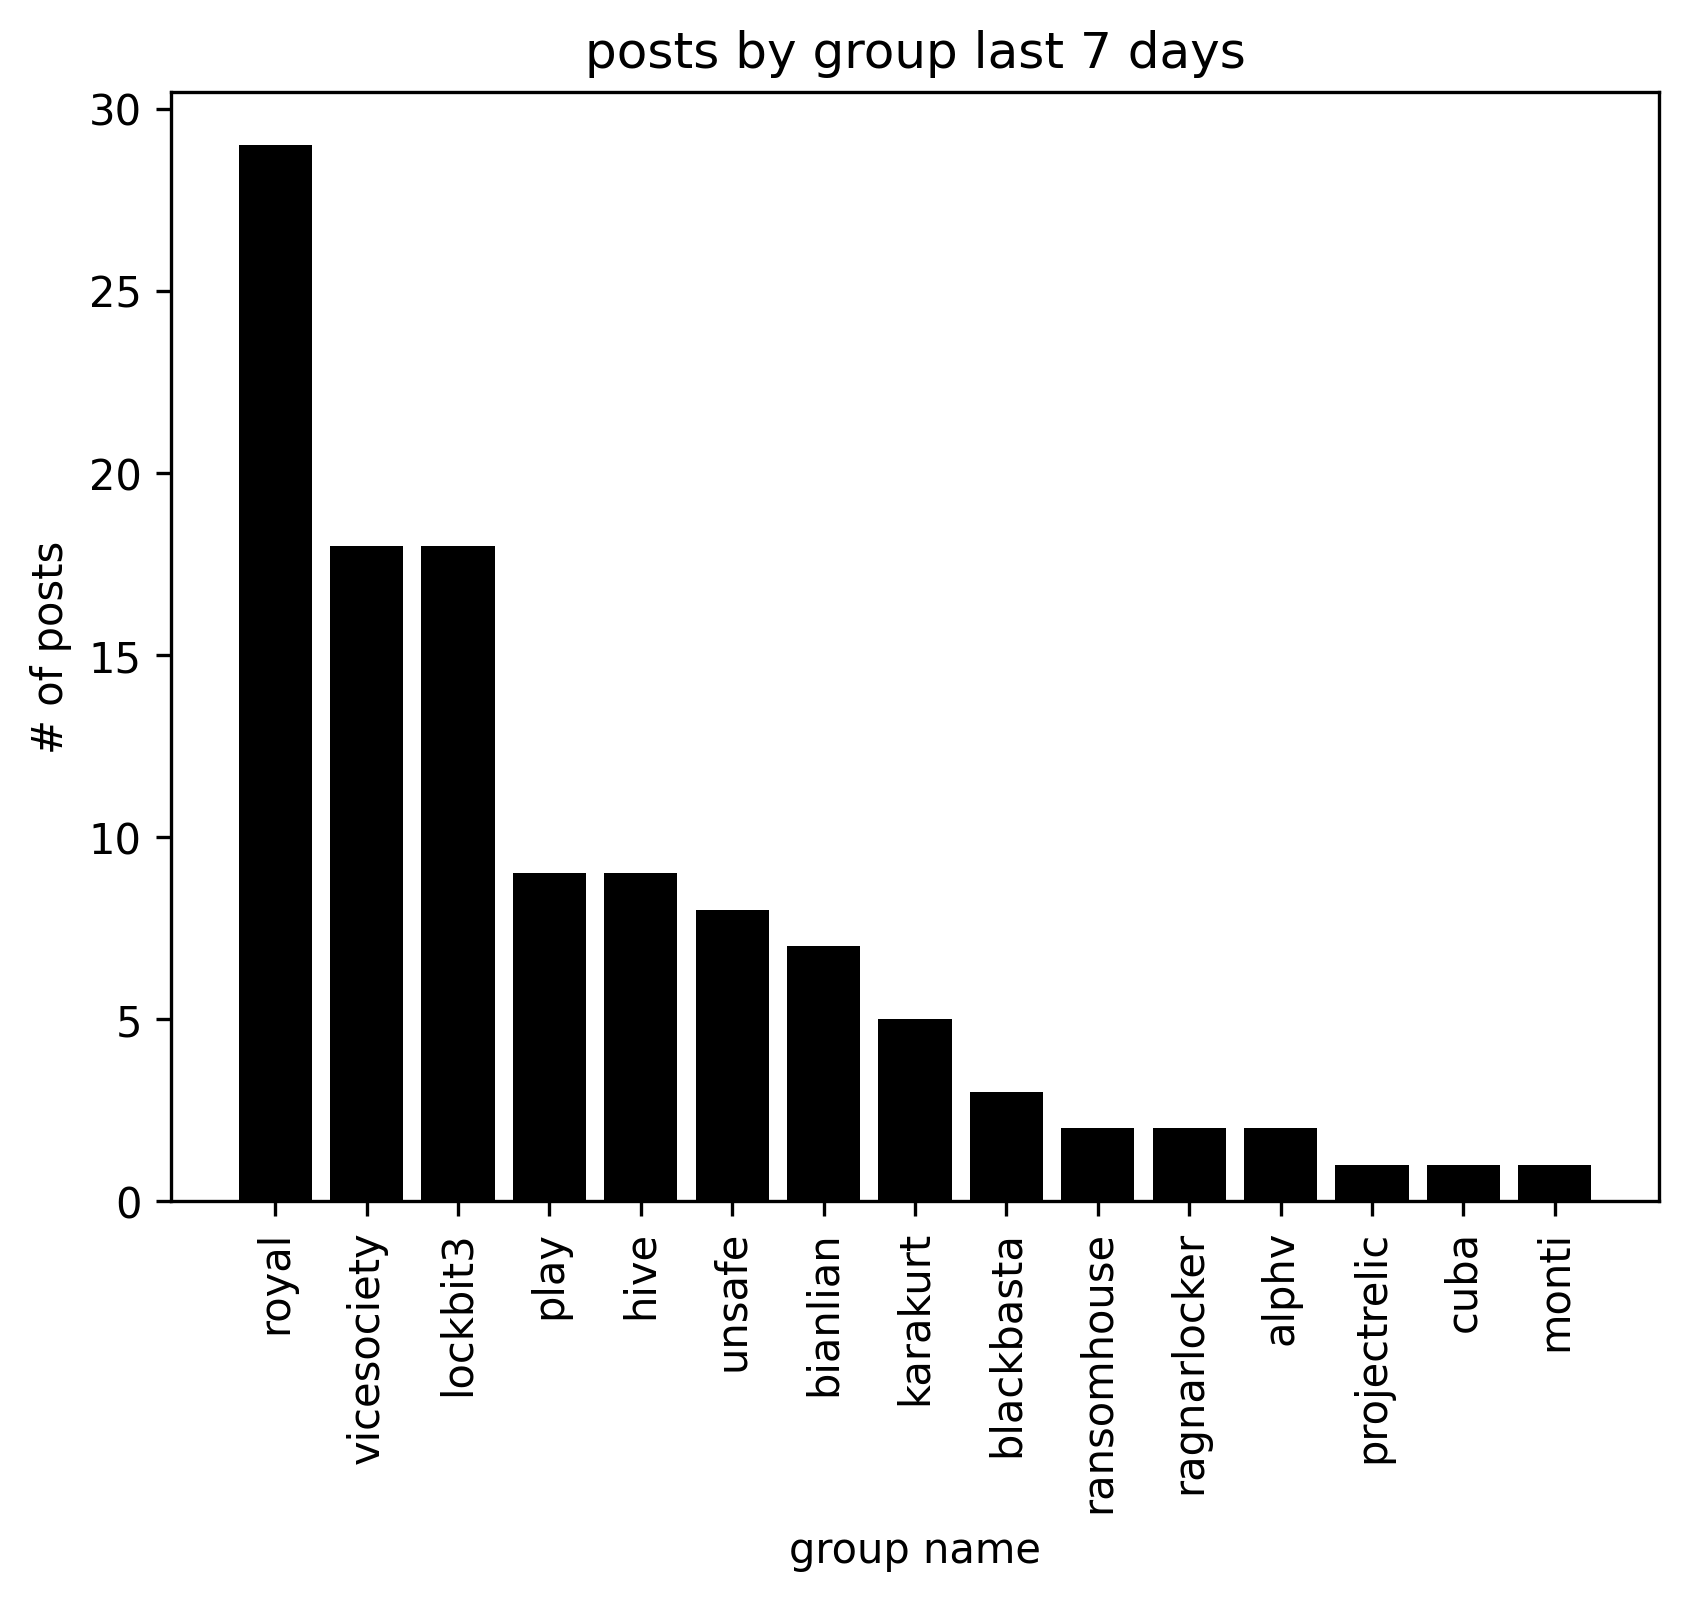 posts by group last 7 days
30
25
20
15
10
5
0
# of posts
royal
vicesociety
lockbit3
play
hive
unsafe
bianlian
karakurt
blackbasta
ransomhouse
ragnarlocker
alphv
projectrelic
cuba
monti
group name